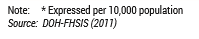 Note: * Expressed per 10,000 population
Source: DOH-FHSIS (2011)